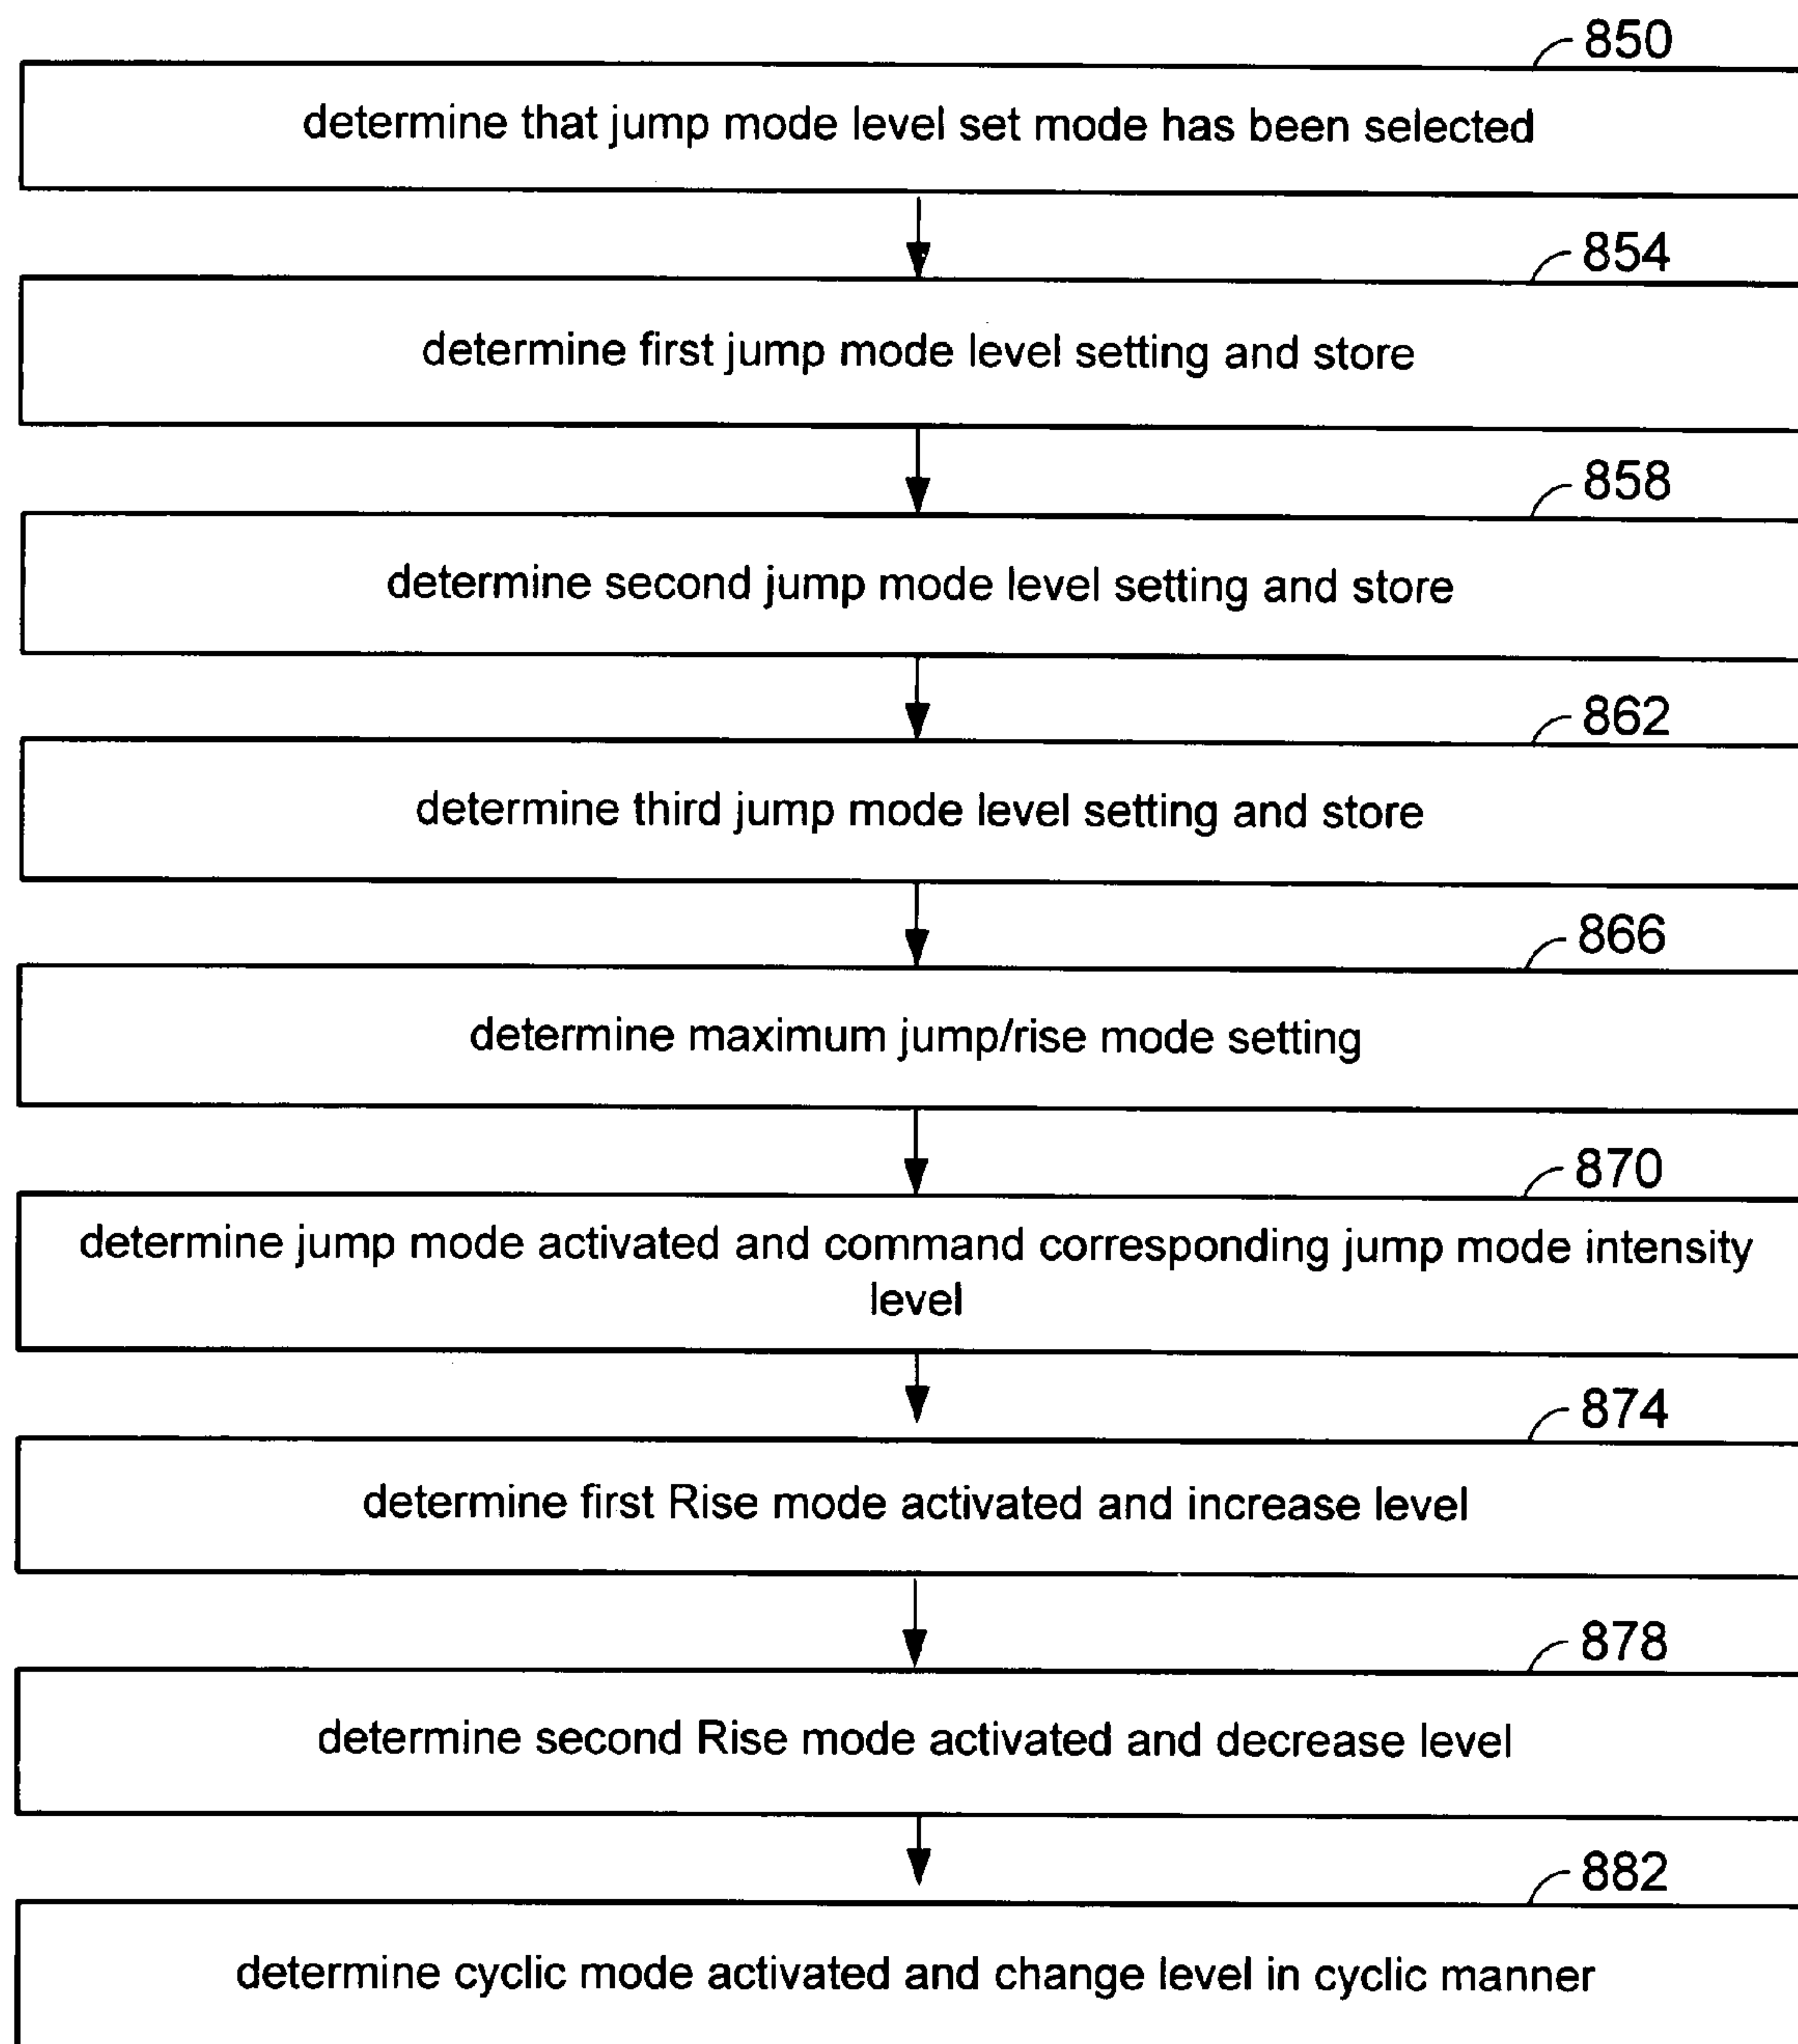 850
determine that jump mode level set mode has been selected
854
determine first jump mode level setting and store
858
determine second jump mode level setting and store
862
determine third jump mode level setting and store
866
determine maximum jump/rise mode setting
870
determine jump mode activated and command corresponding jump mode intensity
level
874
determine first Rise mode activated and increase level
878
determine second Rise mode activated and decrease level
882
determine cyclic mode activated and change level in cyclic manner